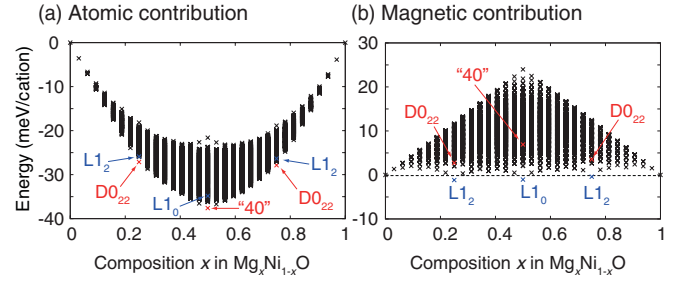 (a) Atomic contribution
(b) Magnetic contribution
Energy (meV/cation)
0
-10
-20
-30
-40
L1₂
D0₂₂
L1₀
"40"
L1₂
D0₂₂
0 0.2 0.4 0.6 0.8 1
Composition x in MgₓNi₁₋ₓO
30
20
10
0
-10
"40"
D0₂₂
D0₂₂
L1₂
L1₀
L1₂
0 0.2 0.4 0.6 0.8 1
Composition x in MgₓNi₁₋ₓO